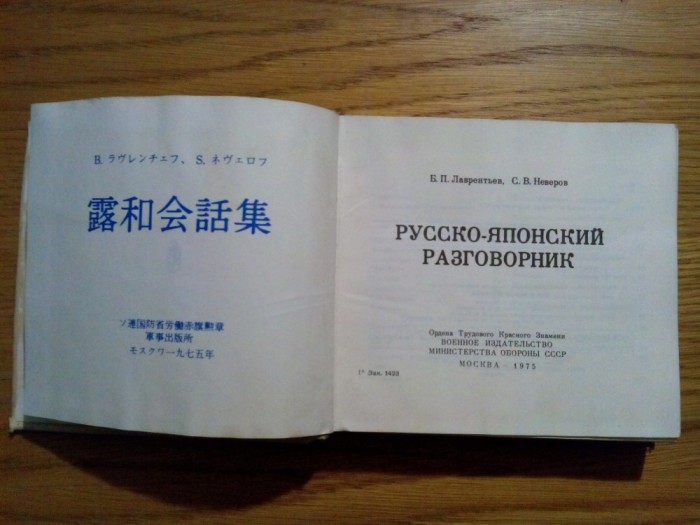 B. ラヴレンチェフ、S. ネヴェロフ
露和会話集
ソ連国防省労働赤旗勲章
軍事出版所
モスクワ一九七五年
Б. П. Лаврентьев, С. В. Неверов
РУССКО-ЯПОНСКИЙ
РАЗГОВОРНИК
Ордена Трудового Красного Знамени
ВОЕННОЕ ИЗДАТЕЛЬСТВО
МИНИСТЕРСТВА ОБОРОНЫ СССР
МОСКВА – 1975
1* Зак. 1623